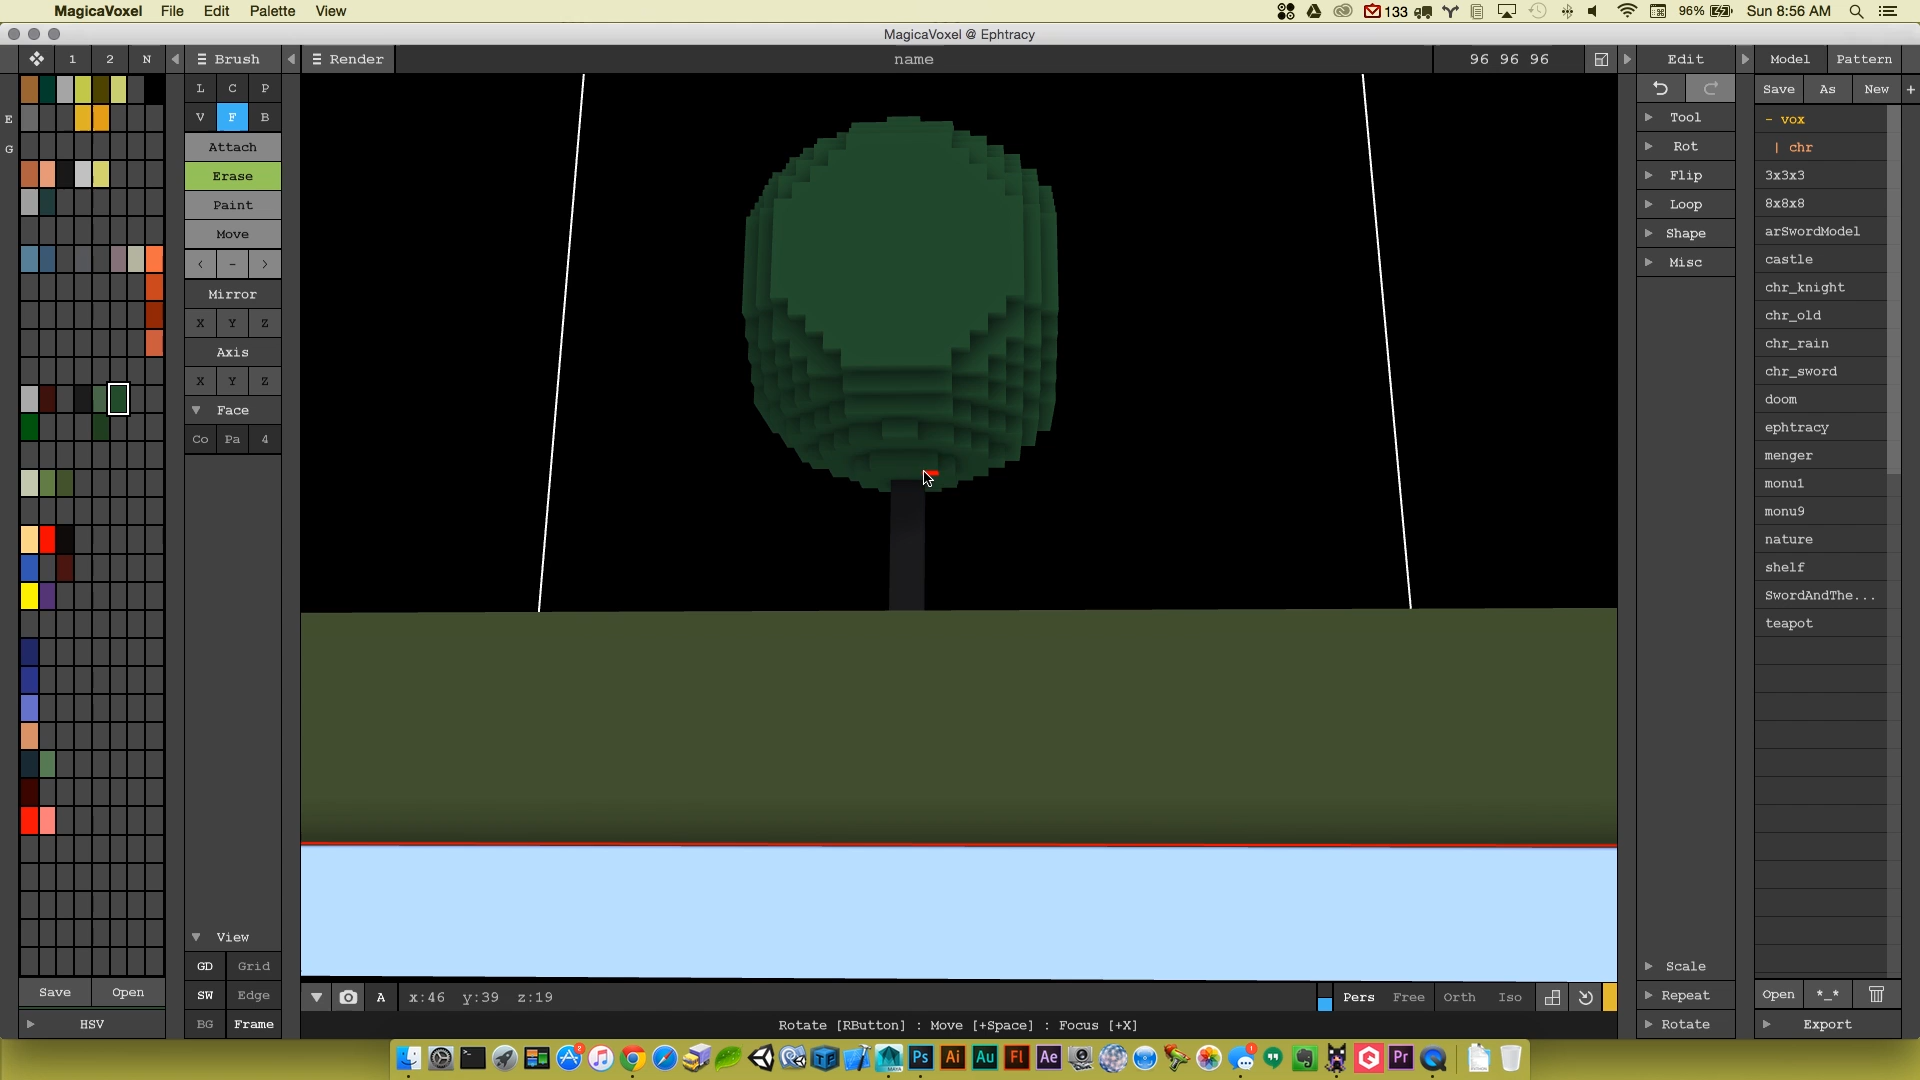 MagicaVoxel File Edit Palette View
133 96% Sun 8:56 AM
MagicaVoxel @ Ephtracy
1 2 N Brush Render name 96 96 96 Edit Model Pattern
L C P Save As New +
E V F B Tool - vox
G Attach Rot | chr
Erase Flip 3x3x3
Paint Loop 8x8x8
Move Shape arSwordModel
< - > Misc castle
Mirror chr_knight
X Y Z chr_old
Axis chr_rain
X Y Z chr_sword
Face doom
Co Pa 4 ephtracy
menger
monu1
monu9
nature
shelf
SwordAndThe...
teapot
View
GD Grid Scale
Save Open SW Edge A x:46 y:39 z:19 Pers Free Orth Iso Repeat Open *_*
HSV BG Frame Rotate [RButton] : Move [+Space] : Focus [+X] Rotate Export
TP MAYA Ps Ai Au Fl Ae Pr